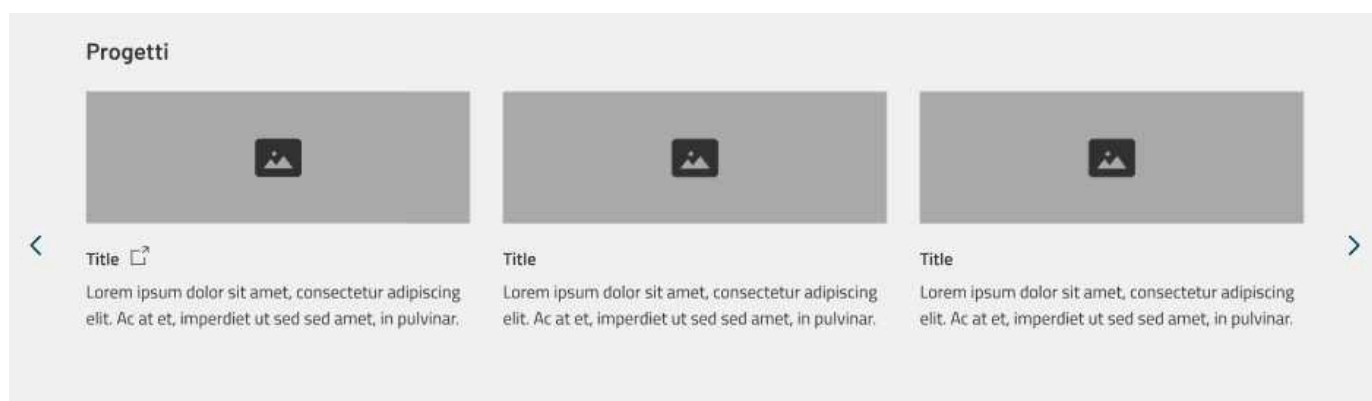 Progetti
Title
Lorem ipsum dolor sit amet, consectetur adipiscing
elit. Ac at et, imperdiet ut sed sed amet, in pulvinar.
Title
Lorem ipsum dolor sit amet, consectetur adipiscing
elit. Ac at et, imperdiet ut sed sed amet, in pulvinar.
Title
Lorem ipsum dolor sit amet, consectetur adipiscing
elit. Ac at et, imperdiet ut sed sed amet, in pulvinar.